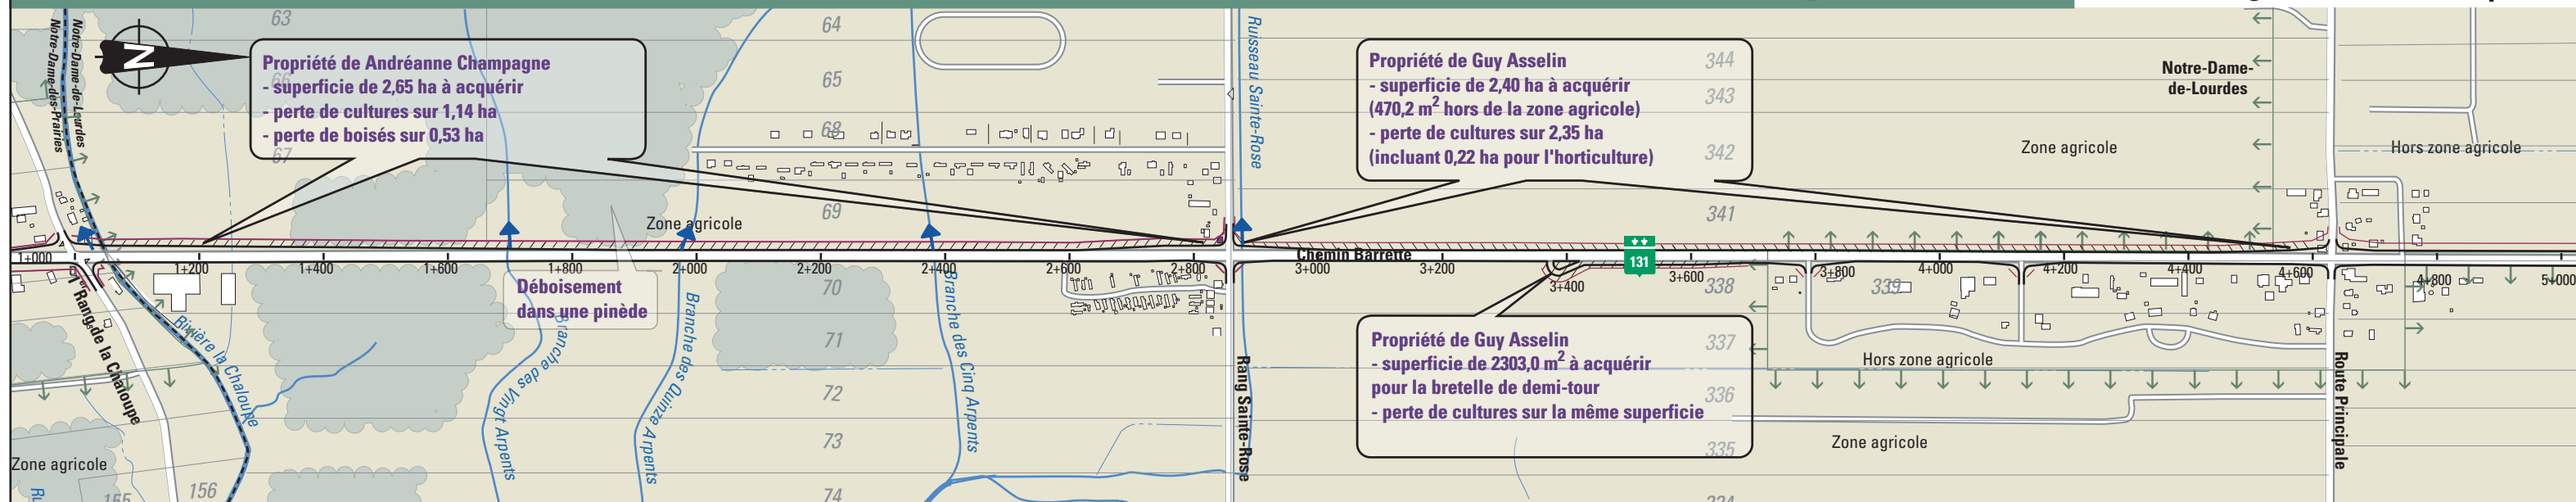 63
64
65
66
67
68
69
70
71
72
73
74
155
156
344
343
342
341
339
338
337
336
335
Notre-Dame-des-Prairies
Notre-Dame-de-Lourdes
N
Propriété de Andréanne Champagne
- superficie de 2,65 ha à acquérir
- perte de cultures sur 1,14 ha
- perte de boisés sur 0,53 ha
Ruisseau Sainte-Rose
Propriété de Guy Asselin
- superficie de 2,40 ha à acquérir
(470,2 m2 hors de la zone agricole)
- perte de cultures sur 2,35 ha
(incluant 0,22 ha pour l'horticulture)
Notre-Dame-
de-Lourdes
Zone agricole
Hors zone agricole
Zone agricole
Chemin Barrette
131
1+000
1+200
1+400
1+600
1+800
2+000
2+200
2+400
2+600
2+800
3+000
3+200
3+400
3+600
3+800
4+000
4+200
4+400
4+600
4+800
5+000
Déboisement
dans une pinède
1er Rang de la Chaloupe
Rivière la Chaloupe
Branche des Vingt Arpents
Branche des Quinze Arpents
Branche des Cinq Arpents
Rang Sainte-Rose
Propriété de Guy Asselin
- superficie de 2303,0 m2 à acquérir
pour la bretelle de demi-tour
- perte de cultures sur la même superficie
Hors zone agricole
Zone agricole
Route Principale
Zone agricole